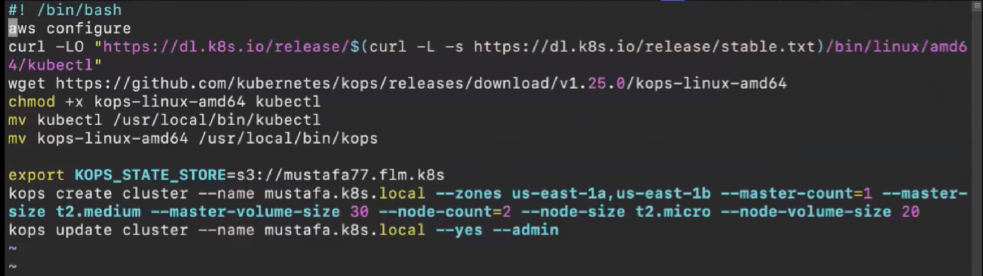 #! /bin/bash
aws configure
curl -LO "https://dl.k8s.io/release/$(curl -L -s https://dl.k8s.io/release/stable.txt)/bin/linux/amd6
4/kubectl"
wget https://github.com/kubernetes/kops/releases/download/v1.25.0/kops-linux-amd64
chmod +x kops-linux-amd64 kubectl
mv kubectl /usr/local/bin/kubectl
mv kops-linux-amd64 /usr/local/bin/kops

export KOPS_STATE_STORE=s3://mustafa77.flm.k8s
kops create cluster --name mustafa.k8s.local --zones us-east-1a,us-east-1b --master-count=1 --master-
size t2.medium --master-volume-size 30 --node-count=2 --node-size t2.micro --node-volume-size 20
kops update cluster --name mustafa.k8s.local --yes --admin
~
~